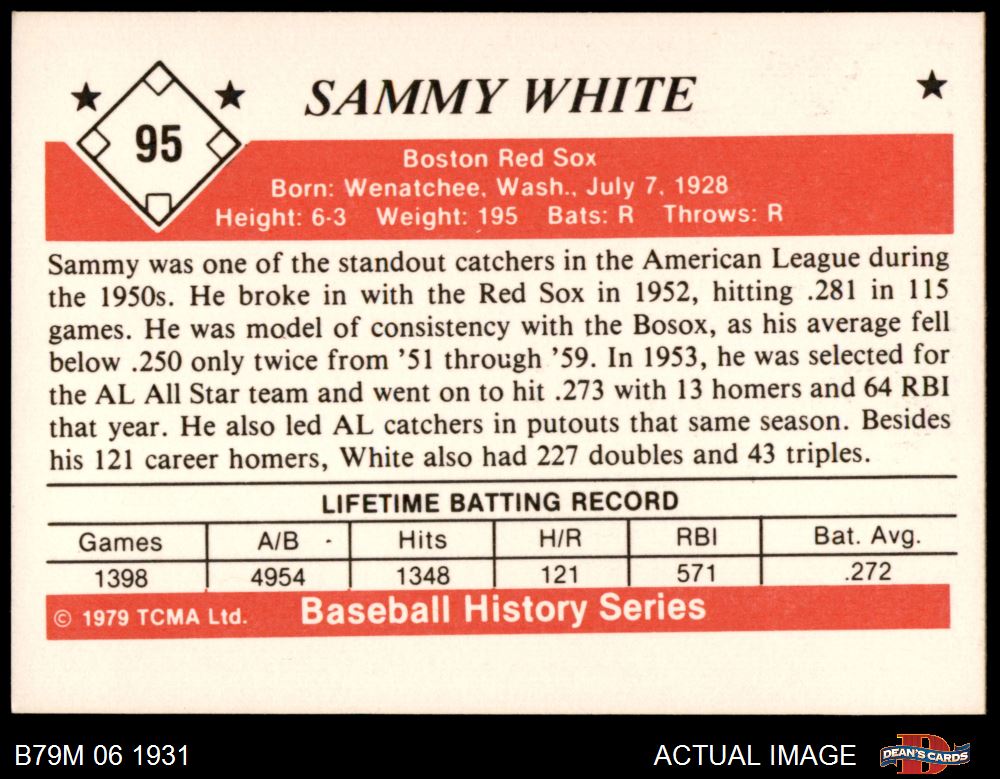 95
SAMMY WHITE
Boston Red Sox
Born: Wenatchee, Wash., July 7, 1928
Height: 6-3 Weight: 195 Bats: R Throws: R
Sammy was one of the standout catchers in the American League during
the 1950s. He broke in with the Red Sox in 1952, hitting .281 in 115
games. He was model of consistency with the Bosox, as his average fell
below .250 only twice from ’51 through ’59. In 1953, he was selected for
the AL All Star team and went on to hit .273 with 13 homers and 64 RBI
that year. He also led AL catchers in putouts that same season. Besides
his 121 career homers, White also had 227 doubles and 43 triples.
LIFETIME BATTING RECORD
Games A/B Hits H/R RBI Bat. Avg.
1398 4954 1348 121 571 .272
© 1979 TCMA Ltd. Baseball History Series
B79M 06 1931 ACTUAL IMAGE DEAN'S CARDS